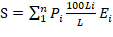 S = ∑₁ⁿ Pᵢ 100Li/L Eᵢ